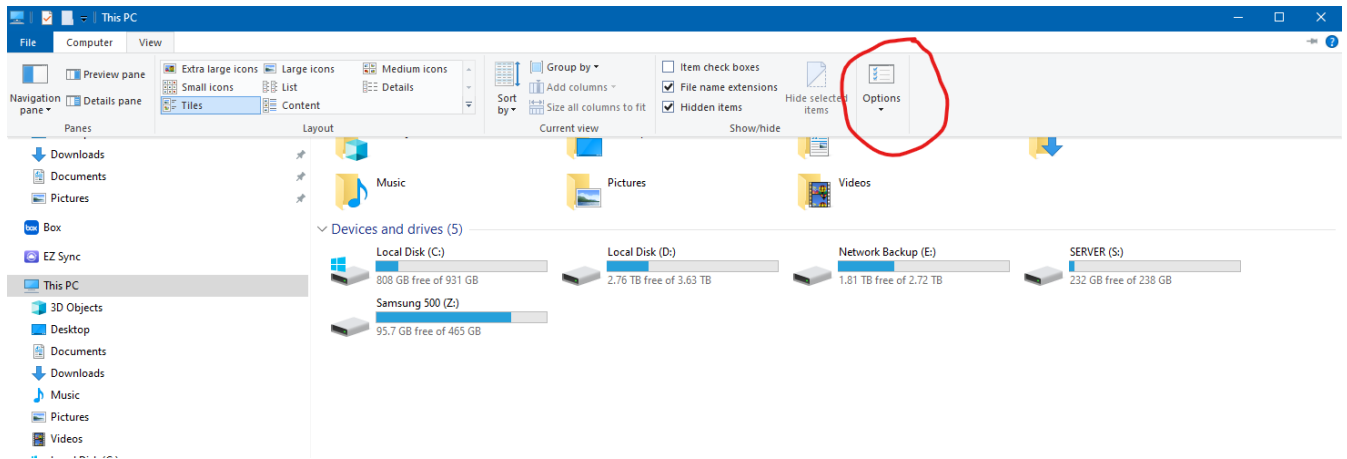 This PC
File Computer View
Navigation pane
Preview pane
Details pane
Panes
Extra large icons Large icons Medium icons
Small icons List Details
Tiles Content
Layout
Sort by
Group by
Add columns
Size all columns to fit
Current view
Item check boxes
File name extensions
Hidden items
Hide selected items
Show/hide
Options
Downloads
Documents
Pictures
box Box
EZ Sync
This PC
3D Objects
Desktop
Documents
Downloads
Music
Pictures
Videos
Music Pictures Videos
Devices and drives (5)
Local Disk (C:)
808 GB free of 931 GB
Local Disk (D:)
2.76 TB free of 3.63 TB
Network Backup (E:)
1.81 TB free of 2.72 TB
SERVER (S:)
232 GB free of 238 GB
Samsung 500 (Z:)
95.7 GB free of 465 GB